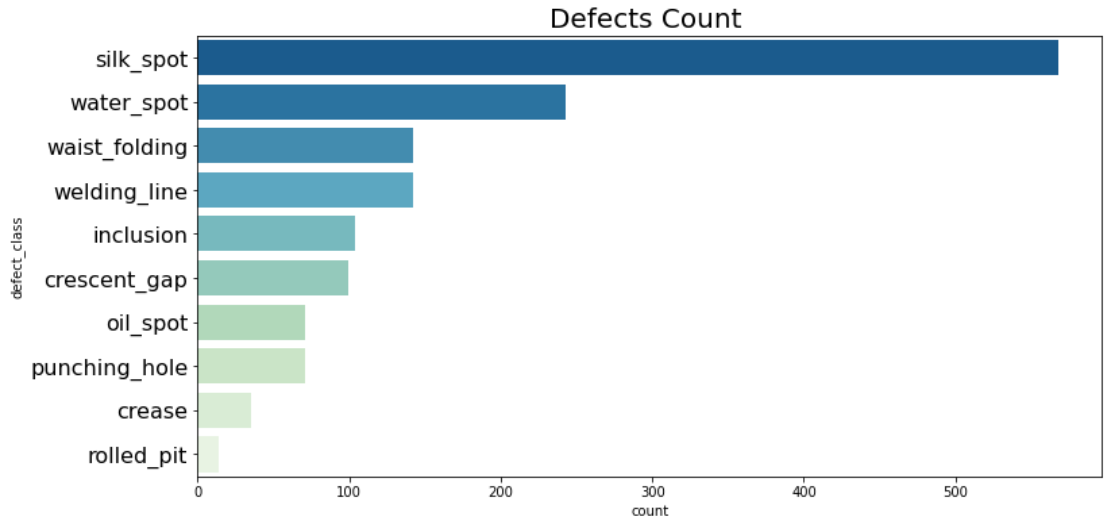 Defects Count
silk_spot
water_spot
waist_folding
welding_line
inclusion
crescent_gap
oil_spot
punching_hole
crease
rolled_pit
defect_class
0 100 200 300 400 500
count